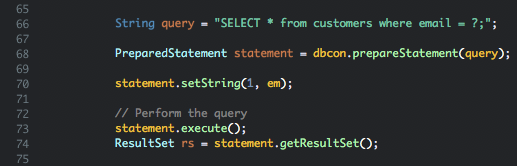 65
66 String query = "SELECT * from customers where email = ?;";
67
68 PreparedStatement statement = dbcon.prepareStatement(query);
69
70 statement.setString(1, em);
71
72 // Perform the query
73 statement.execute();
74 ResultSet rs = statement.getResultSet();
75